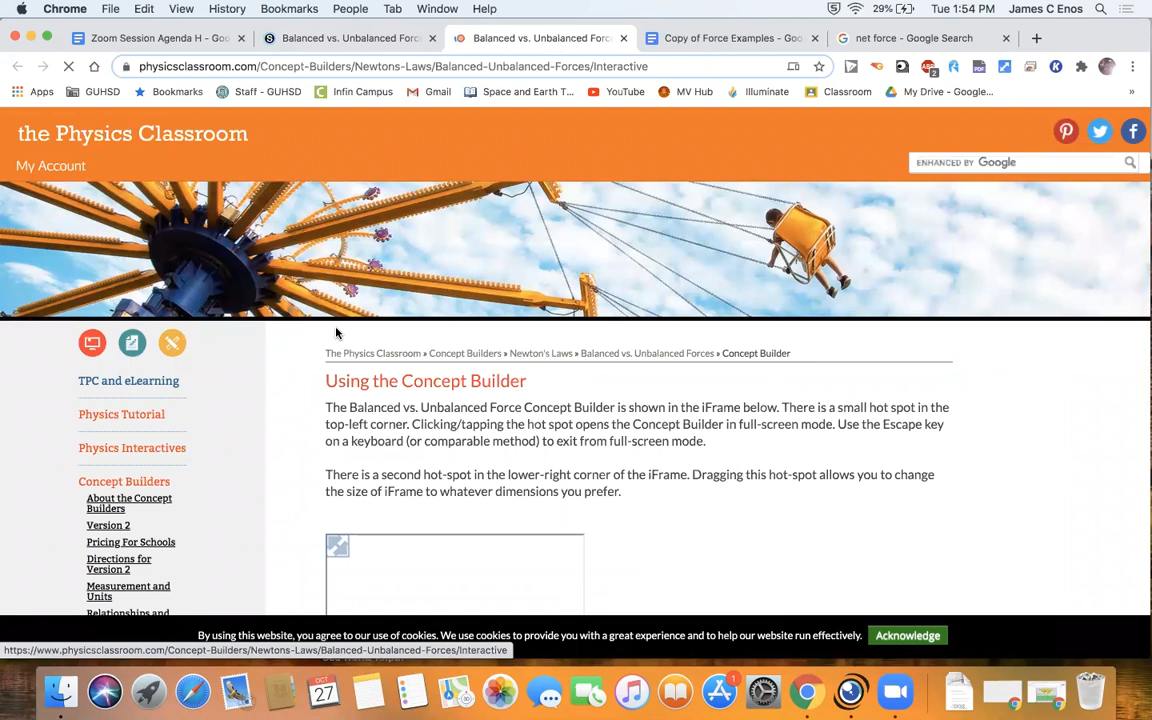 Chrome File Edit View History Bookmarks People Tab Window Help 29% Tue 1:54 PM James C Enos
Zoom Session Agenda H - Goo Balanced vs. Unbalanced Forc Balanced vs. Unbalanced Forc Copy of Force Examples - Goo net force - Google Search
physicsclassroom.com/Concept-Builders/Newtons-Laws/Balanced-Unbalanced-Forces/Interactive
Apps GUHSD Bookmarks Staff - GUHSD Infin Campus Gmail Space and Earth T... YouTube MV Hub Illuminate Classroom My Drive - Google... »
the Physics Classroom
My Account
ENHANCED BY Google
The Physics Classroom » Concept Builders » Newton's Laws » Balanced vs. Unbalanced Forces » Concept Builder
Using the Concept Builder
The Balanced vs. Unbalanced Force Concept Builder is shown in the iFrame below. There is a small hot spot in the
top-left corner. Clicking/tapping the hot spot opens the Concept Builder in full-screen mode. Use the Escape key
on a keyboard (or comparable method) to exit from full-screen mode.
There is a second hot-spot in the lower-right corner of the iFrame. Dragging this hot-spot allows you to change
the size of iFrame to whatever dimensions you prefer.
TPC and eLearning
Physics Tutorial
Physics Interactives
Concept Builders
About the Concept
Builders
Version 2
Pricing For Schools
Directions for
Version 2
Measurement and
Units
Relationships and
By using this website, you agree to our use of cookies. We use cookies to provide you with a great experience and to help our website run effectively. Acknowledge
https://www.physicsclassroom.com/Concept-Builders/Newtons-Laws/Balanced-Unbalanced-Forces/Interactive
OCT
27
1